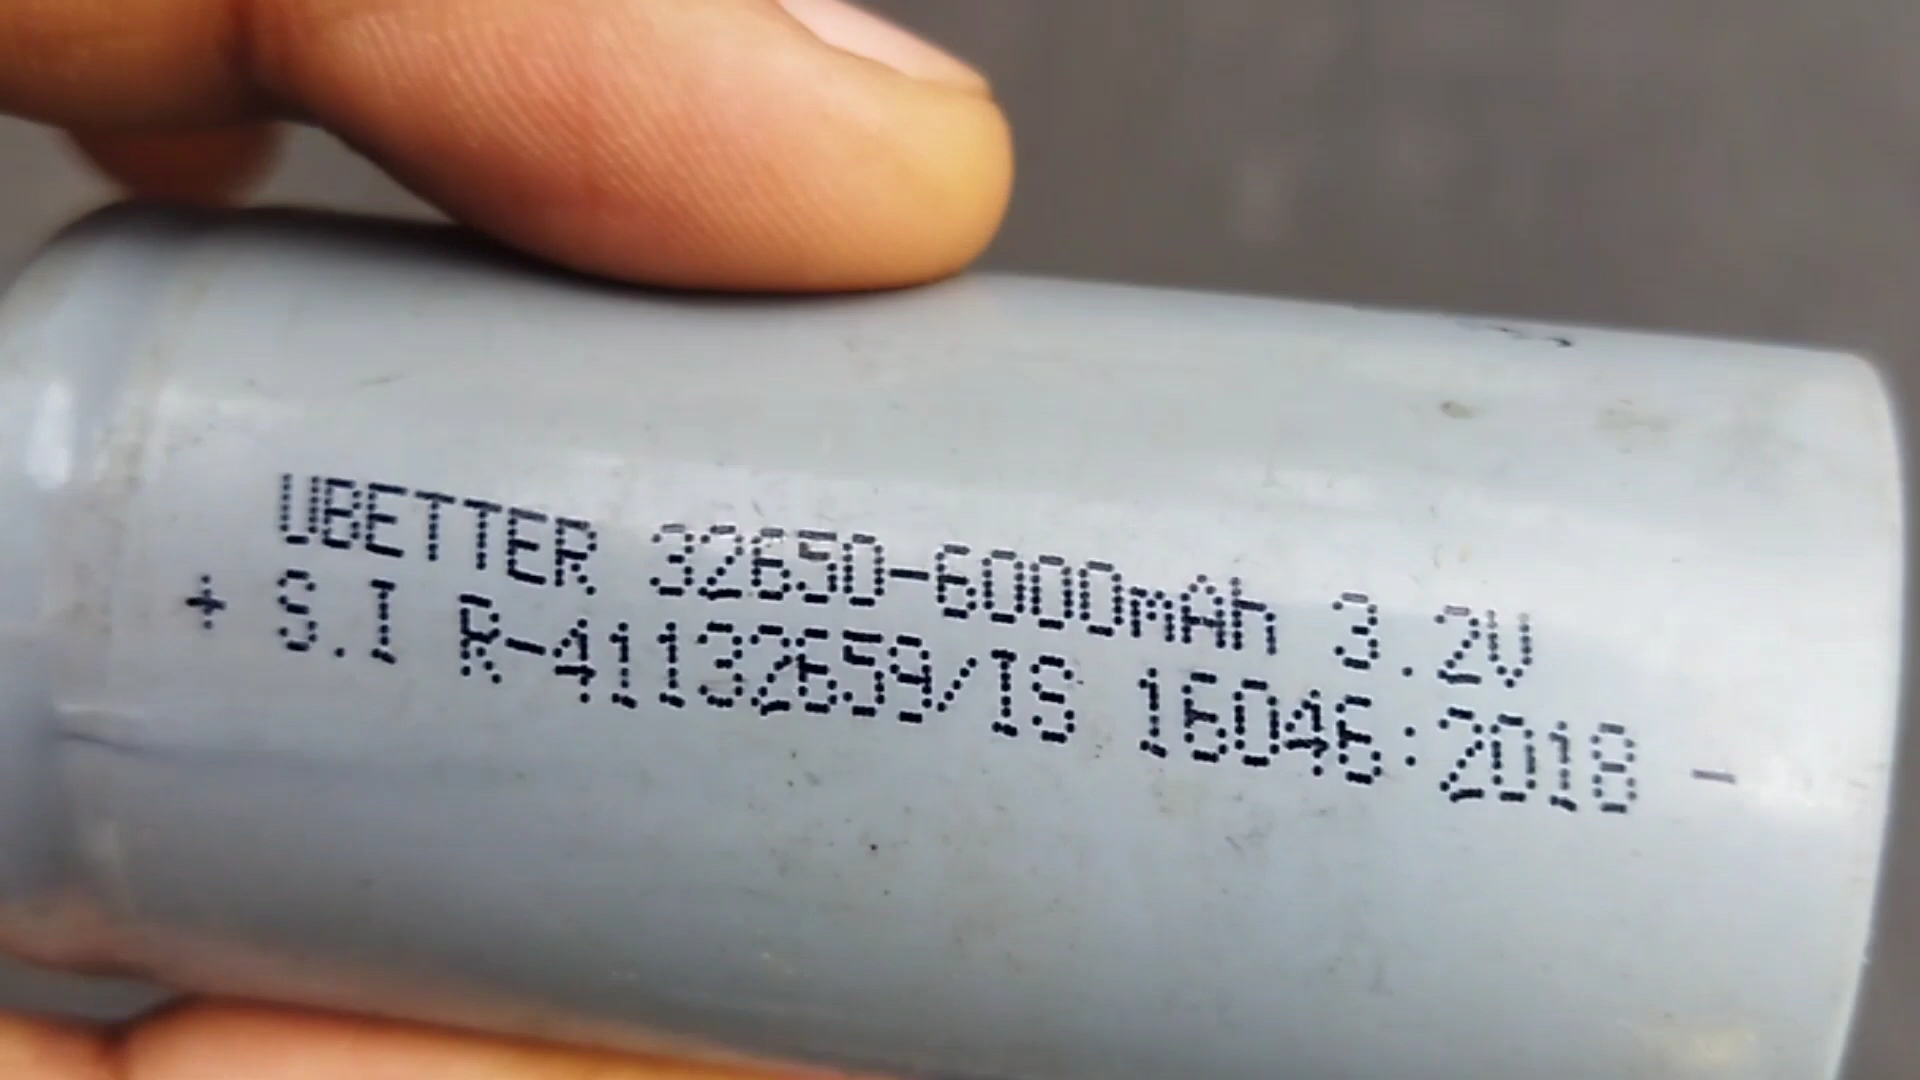 UBETTER 32650-6000mAh 3.2V
+ S.I R-41132659/IS 16046:2018 -